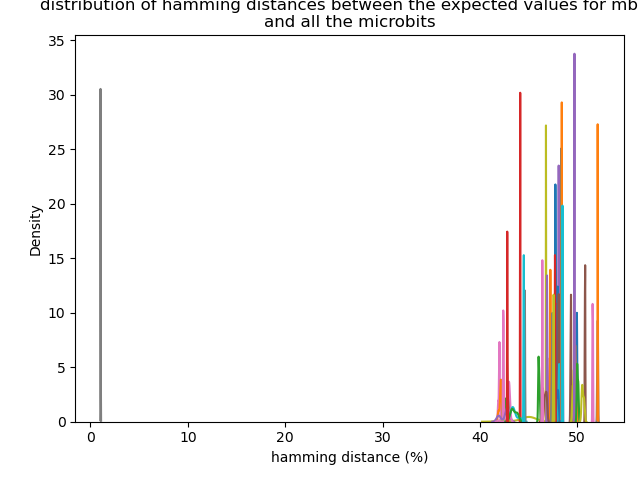 distribution of hamming distances between the expected values for mb
and all the microbits
35
30
25
20
15
10
5
0
Density
0 10 20 30 40 50
hamming distance (%)